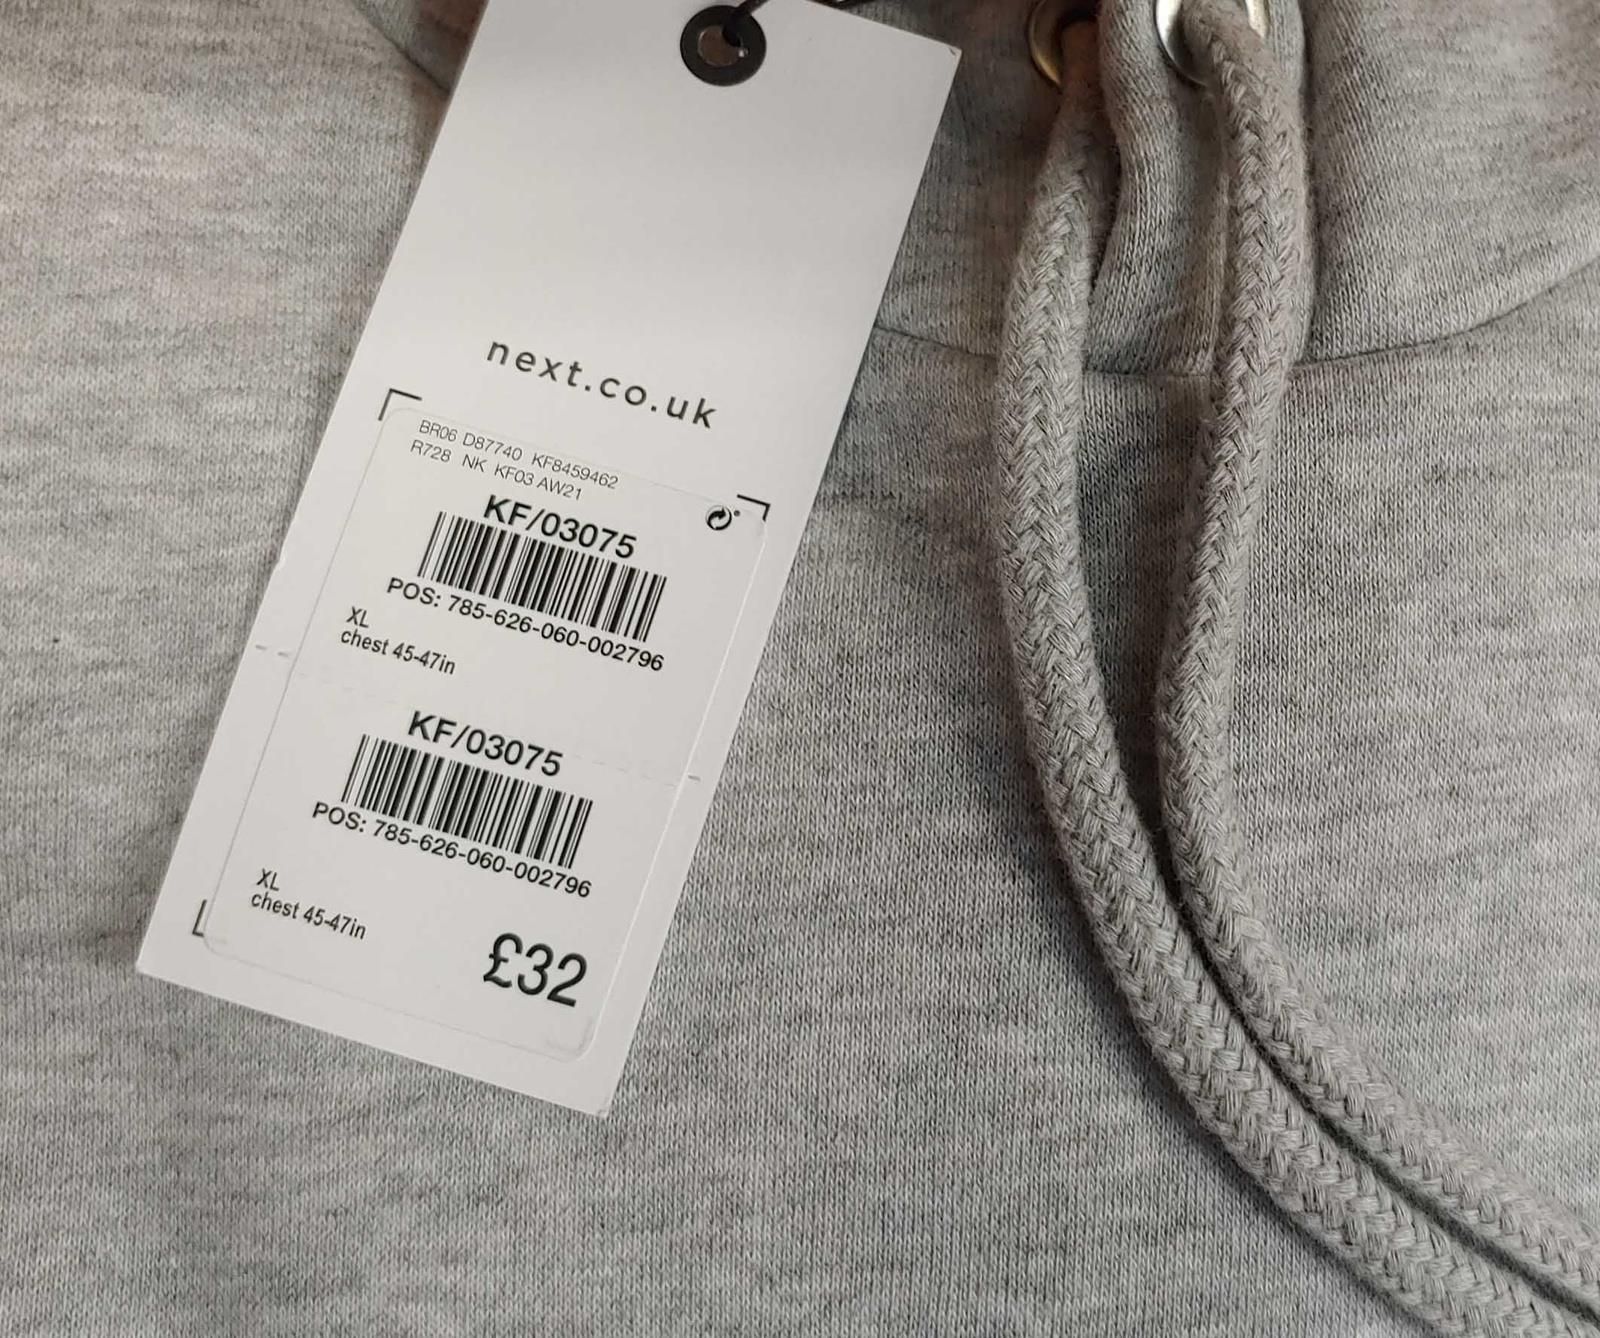 next.co.uk
BR06 D87740 KF8459462
R728 NK KF03 AW21
KF/03075
POS: 785-626-060-002796
XL
chest 45-47in
KF/03075
POS: 785-626-060-002796
XL
chest 45-47in
£32